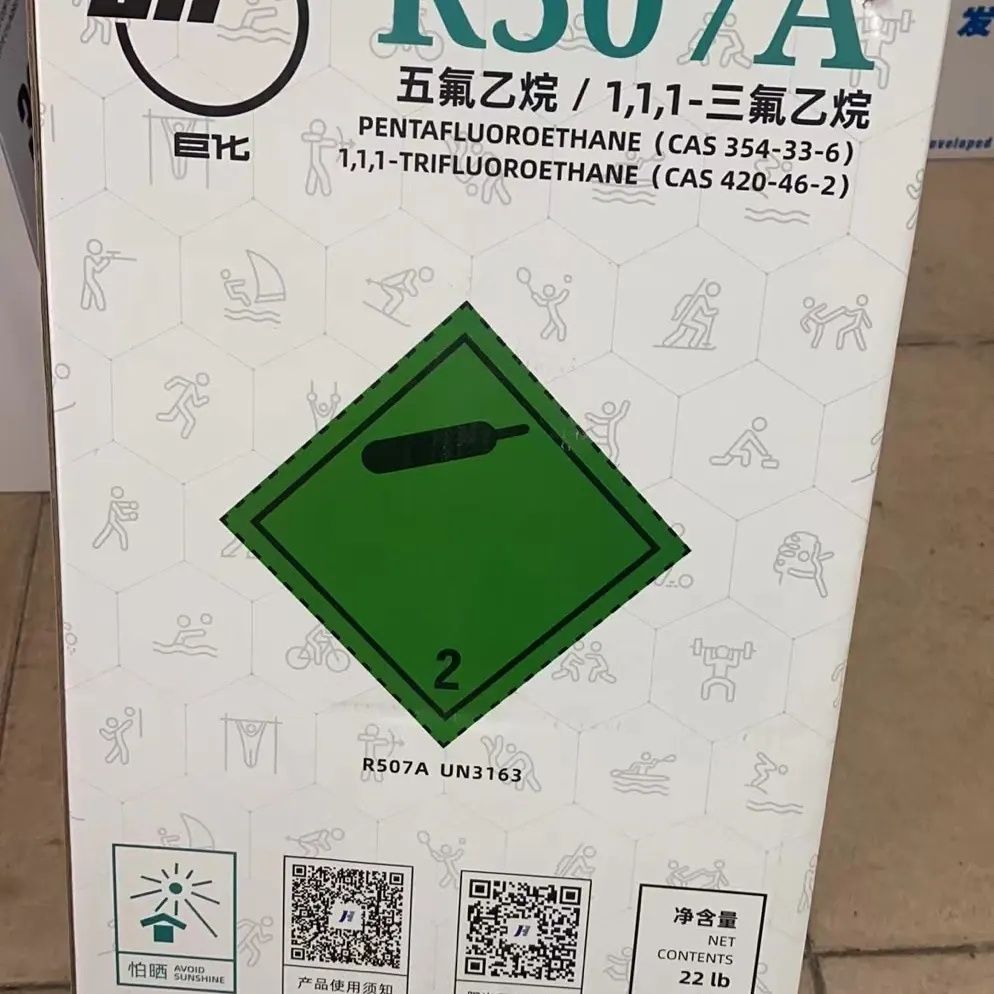 R507A
五氟乙烷 / 1,1,1-三氟乙烷
PENTAFLUOROETHANE (CAS 354-33-6)
1,1,1-TRIFLUOROETHANE (CAS 420-46-2)
巨化
发
eveloped
2
R507A UN3163
怕晒 AVOID SUNSHINE
产品使用须知
净含量
NET
CONTENTS
22 lb